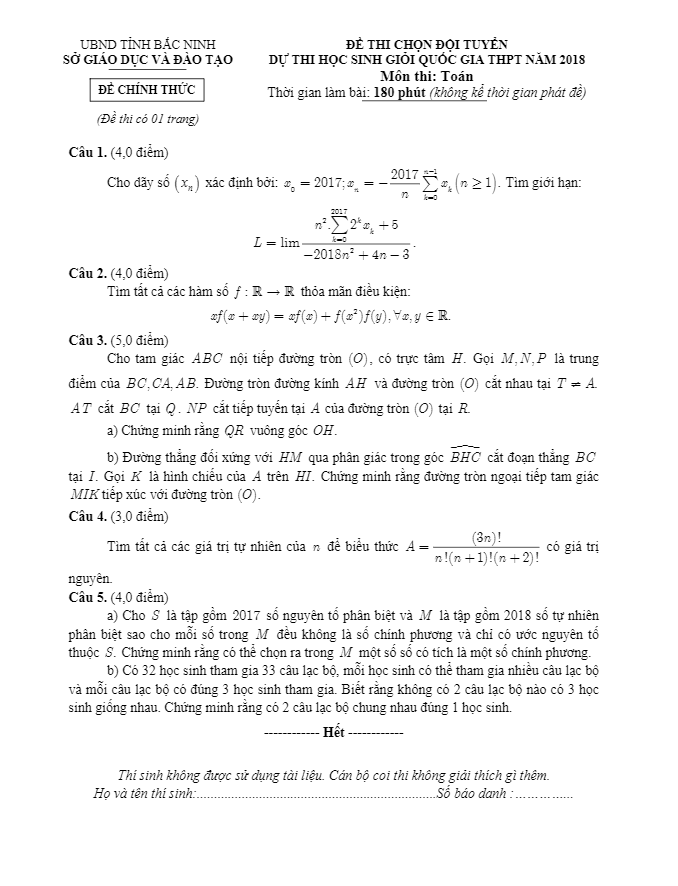 UBND TỈNH BẮC NINH
SỞ GIÁO DỤC VÀ ĐÀO TẠO
ĐỀ CHÍNH THỨC
(Đề thi có 01 trang)
ĐỀ THI CHỌN ĐỘI TUYỂN
DỰ THI HỌC SINH GIỎI QUỐC GIA THPT NĂM 2018
Môn thi: Toán
Thời gian làm bài: 180 phút (không kể thời gian phát đề)
Câu 1. (4,0 điểm)
Cho dãy số $(x_n)$ xác định bởi: $x_0 = 2017; x_n = -\frac{2017}{n}\sum_{k=0}^{n-1} x_k (n \geq 1)$. Tìm giới hạn:
$L = \lim \frac{n^2.\sum_{k=0}^{2017} 2^k x_k + 5}{-2018n^2 + 4n - 3}$.
Câu 2. (4,0 điểm)
Tìm tất cả các hàm số $f : \mathbb{R} \to \mathbb{R}$ thỏa mãn điều kiện:
$xf(x + xy) = xf(x) + f(x^2)f(y), \forall x, y \in \mathbb{R}.$
Câu 3. (5,0 điểm)
Cho tam giác $ABC$ nội tiếp đường tròn $(O)$, có trực tâm $H$. Gọi $M, N, P$ là trung
điểm của $BC, CA, AB$. Đường tròn đường kính $AH$ và đường tròn $(O)$ cắt nhau tại $T \neq A$.
$AT$ cắt $BC$ tại $Q$. $NP$ cắt tiếp tuyến tại $A$ của đường tròn $(O)$ tại $R$.
a) Chứng minh rằng $QR$ vuông góc $OH$.
b) Đường thẳng đối xứng với $HM$ qua phân giác trong góc $\widehat{BHC}$ cắt đoạn thẳng $BC$
tại $I$. Gọi $K$ là hình chiếu của $A$ trên $HI$. Chứng minh rằng đường tròn ngoại tiếp tam giác
$MIK$ tiếp xúc với đường tròn $(O)$.
Câu 4. (3,0 điểm)
Tìm tất cả các giá trị tự nhiên của $n$ để biểu thức $A = \frac{(3n)!}{n!(n+1)!(n+2)!}$ có giá trị
nguyên.
Câu 5. (4,0 điểm)
a) Cho $S$ là tập gồm 2017 số nguyên tố phân biệt và $M$ là tập gồm 2018 số tự nhiên
phân biệt sao cho mỗi số trong $M$ đều không là số chính phương và chỉ có ước nguyên tố
thuộc $S$. Chứng minh rằng có thể chọn ra trong $M$ một số số có tích là một số chính phương.
b) Có 32 học sinh tham gia 33 câu lạc bộ, mỗi học sinh có thể tham gia nhiều câu lạc bộ
và mỗi câu lạc bộ có đúng 3 học sinh tham gia. Biết rằng không có 2 câu lạc bộ nào có 3 học
sinh giống nhau. Chứng minh rằng có 2 câu lạc bộ chung nhau đúng 1 học sinh.
------------ Hết ------------
Thí sinh không được sử dụng tài liệu. Cán bộ coi thi không giải thích gì thêm.
Họ và tên thí sinh:.....................................................................Số báo danh :................